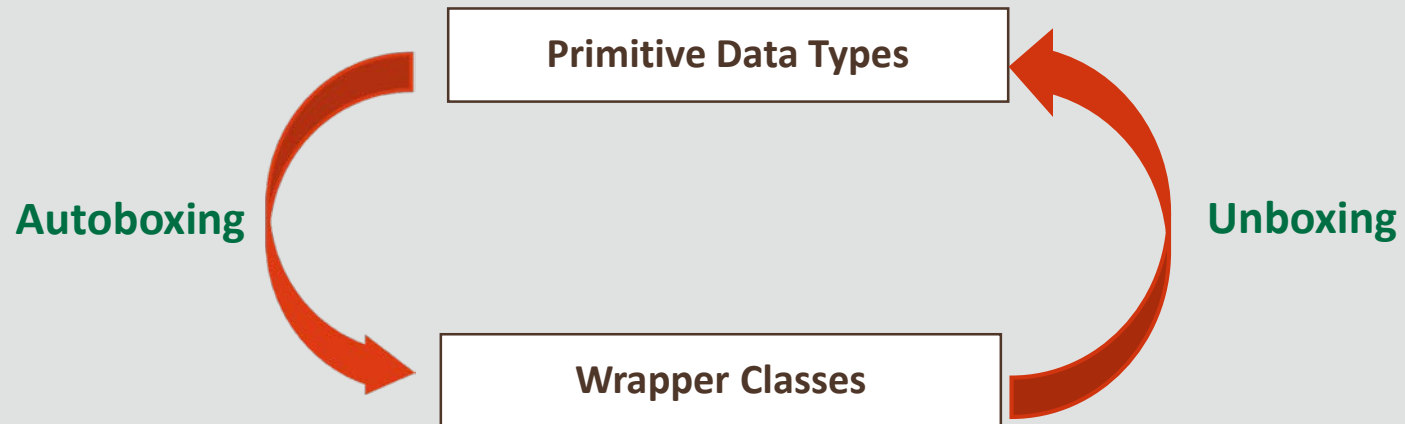 Primitive Data Types
Autoboxing
Unboxing
Wrapper Classes